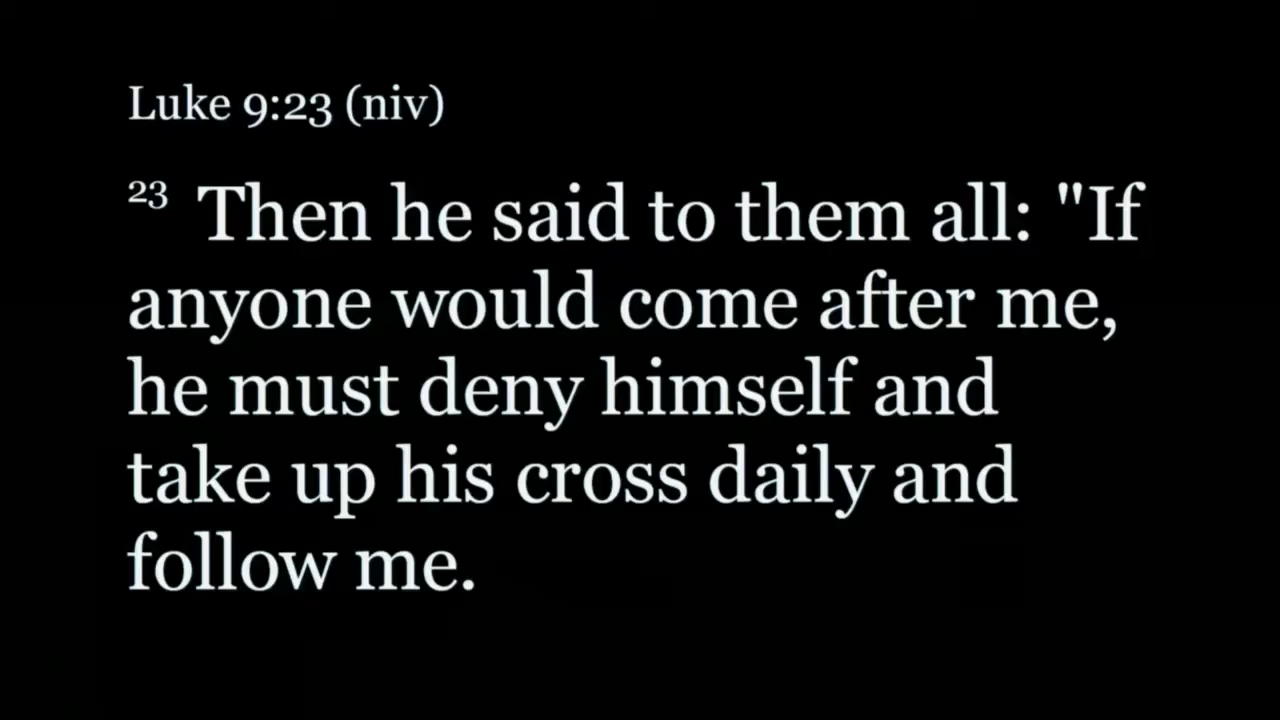 Luke 9:23 (niv)
23 Then he said to them all: "If
anyone would come after me,
he must deny himself and
take up his cross daily and
follow me.